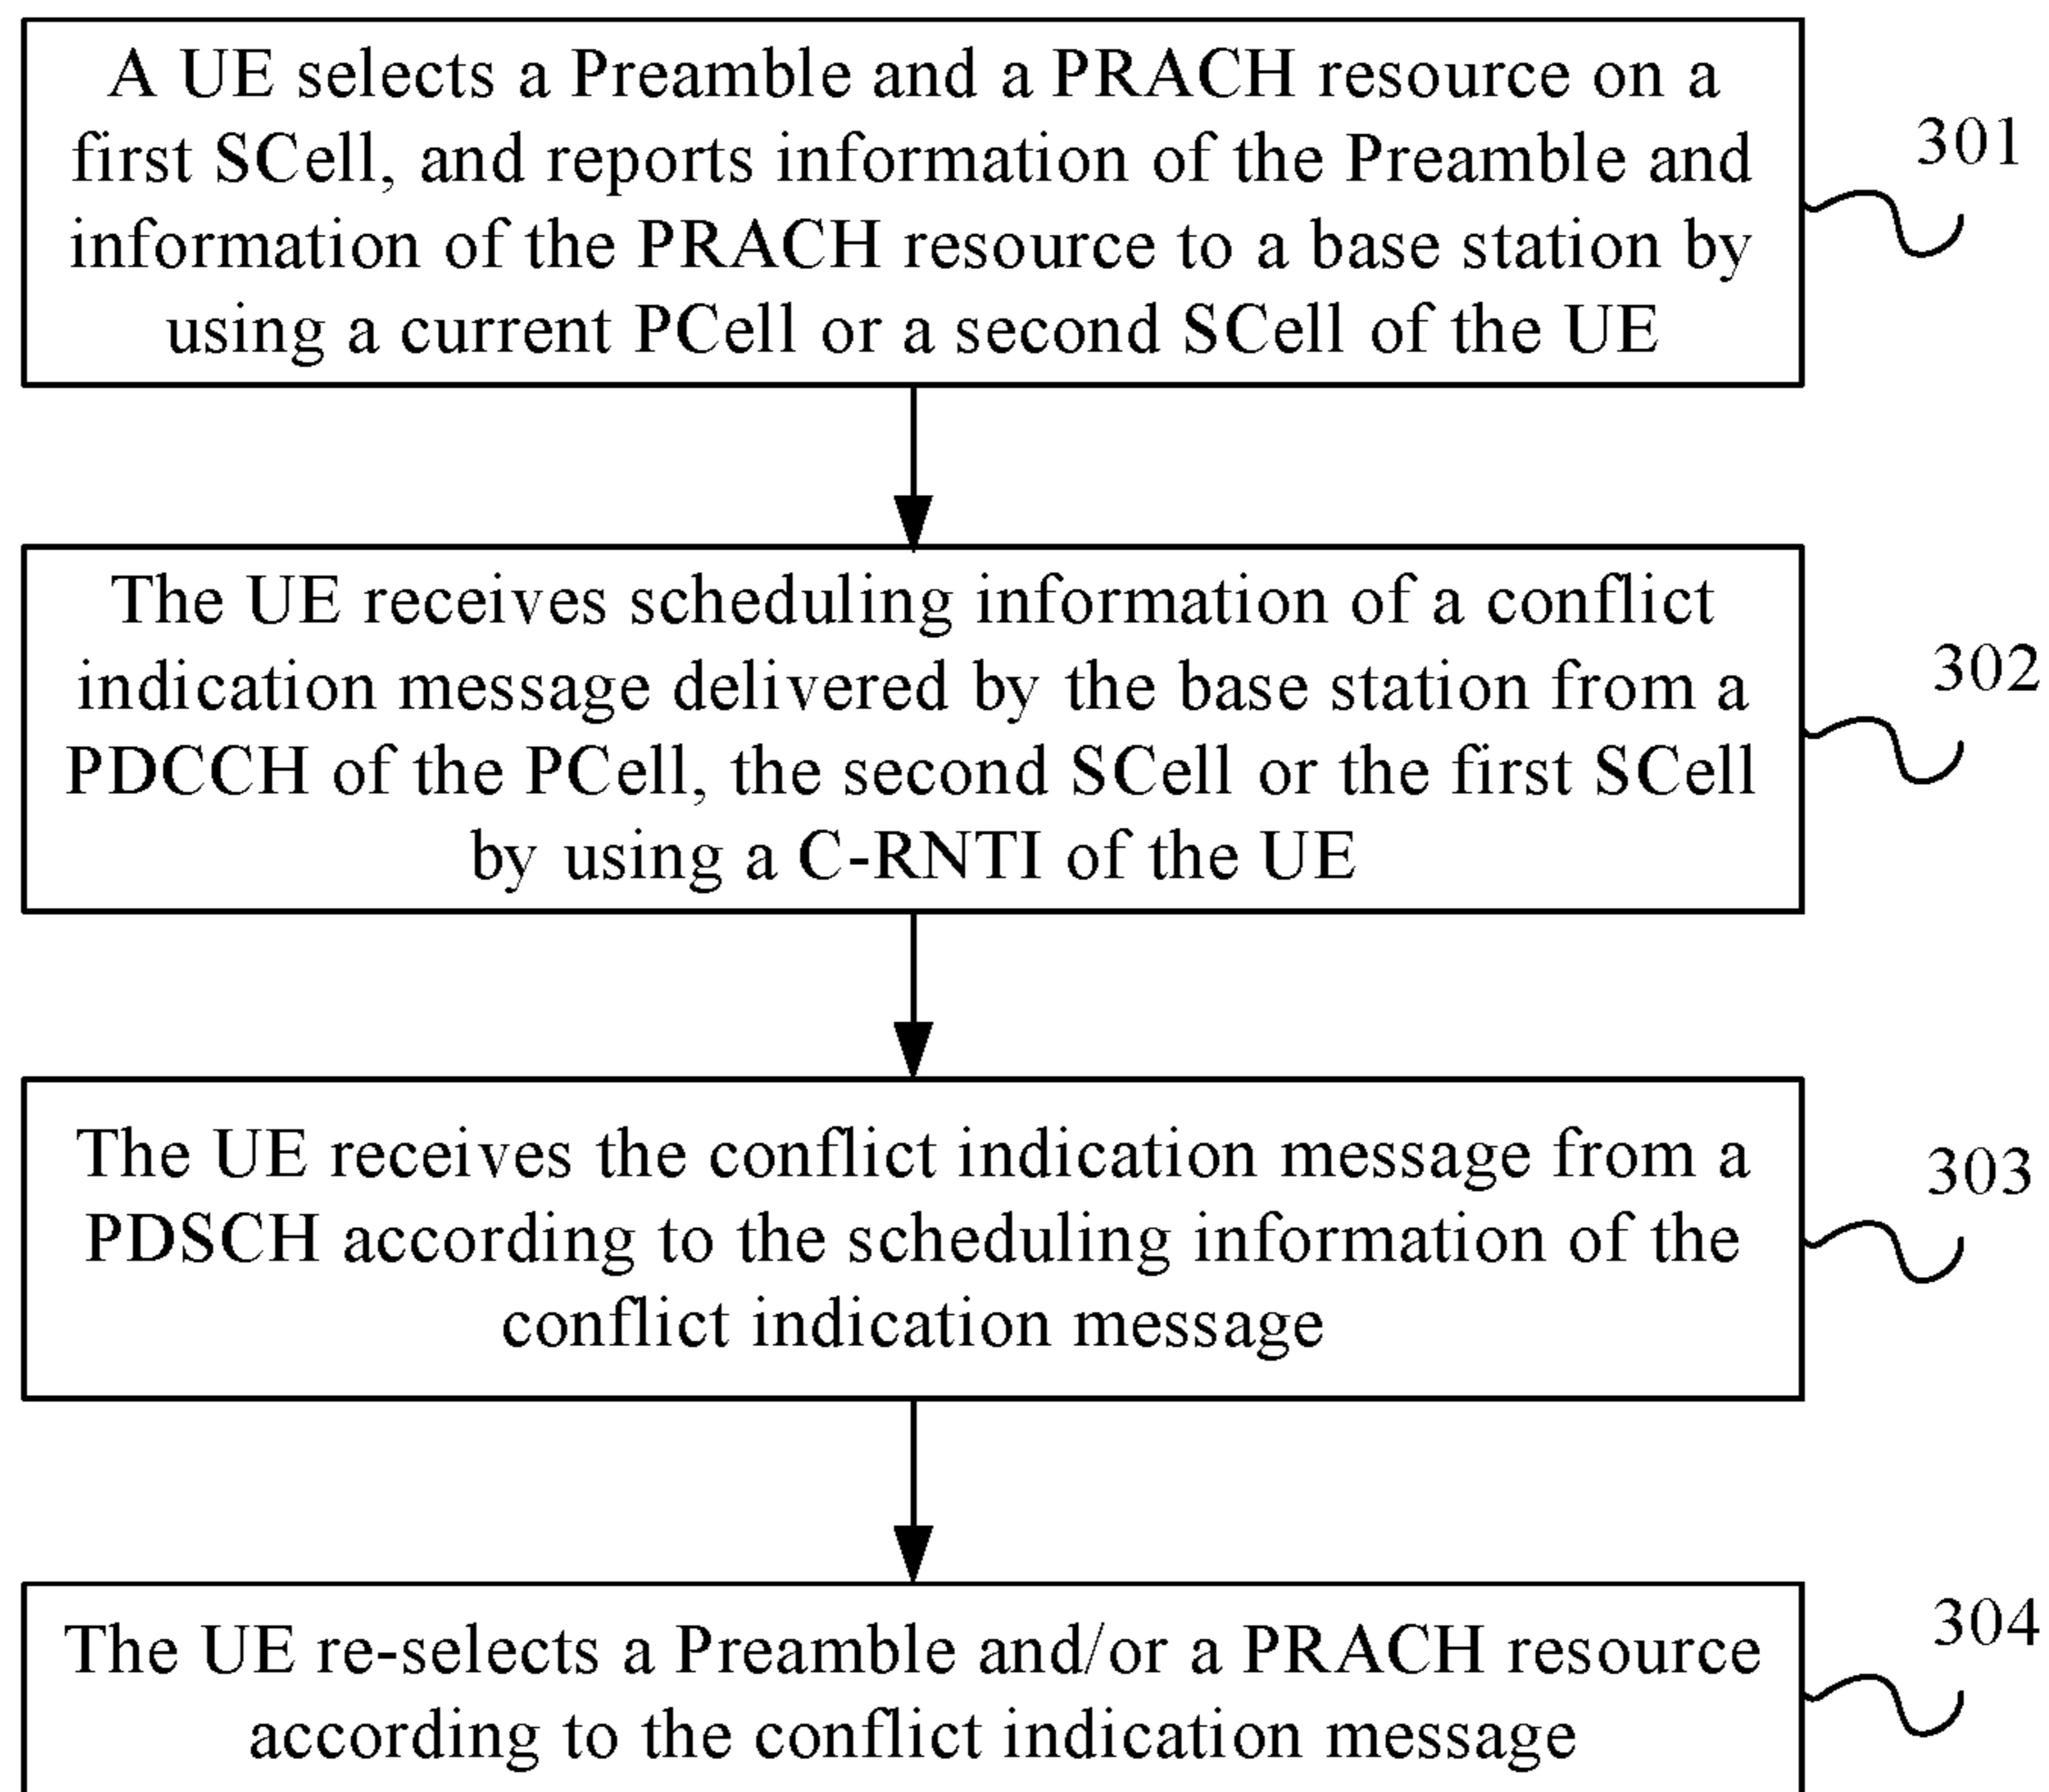 A UE selects a Preamble and a PRACH resource on a
first SCell, and reports information of the Preamble and
information of the PRACH resource to a base station by
using a current PCell or a second SCell of the UE
301
The UE receives scheduling information of a conflict
indication message delivered by the base station from a
PDCCH of the PCell, the second SCell or the first SCell
by using a C-RNTI of the UE
302
The UE receives the conflict indication message from a
PDSCH according to the scheduling information of the
conflict indication message
303
The UE re-selects a Preamble and/or a PRACH resource
according to the conflict indication message
304